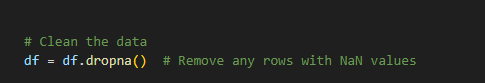 # Clean the data
df = df.dropna()  # Remove any rows with NaN values